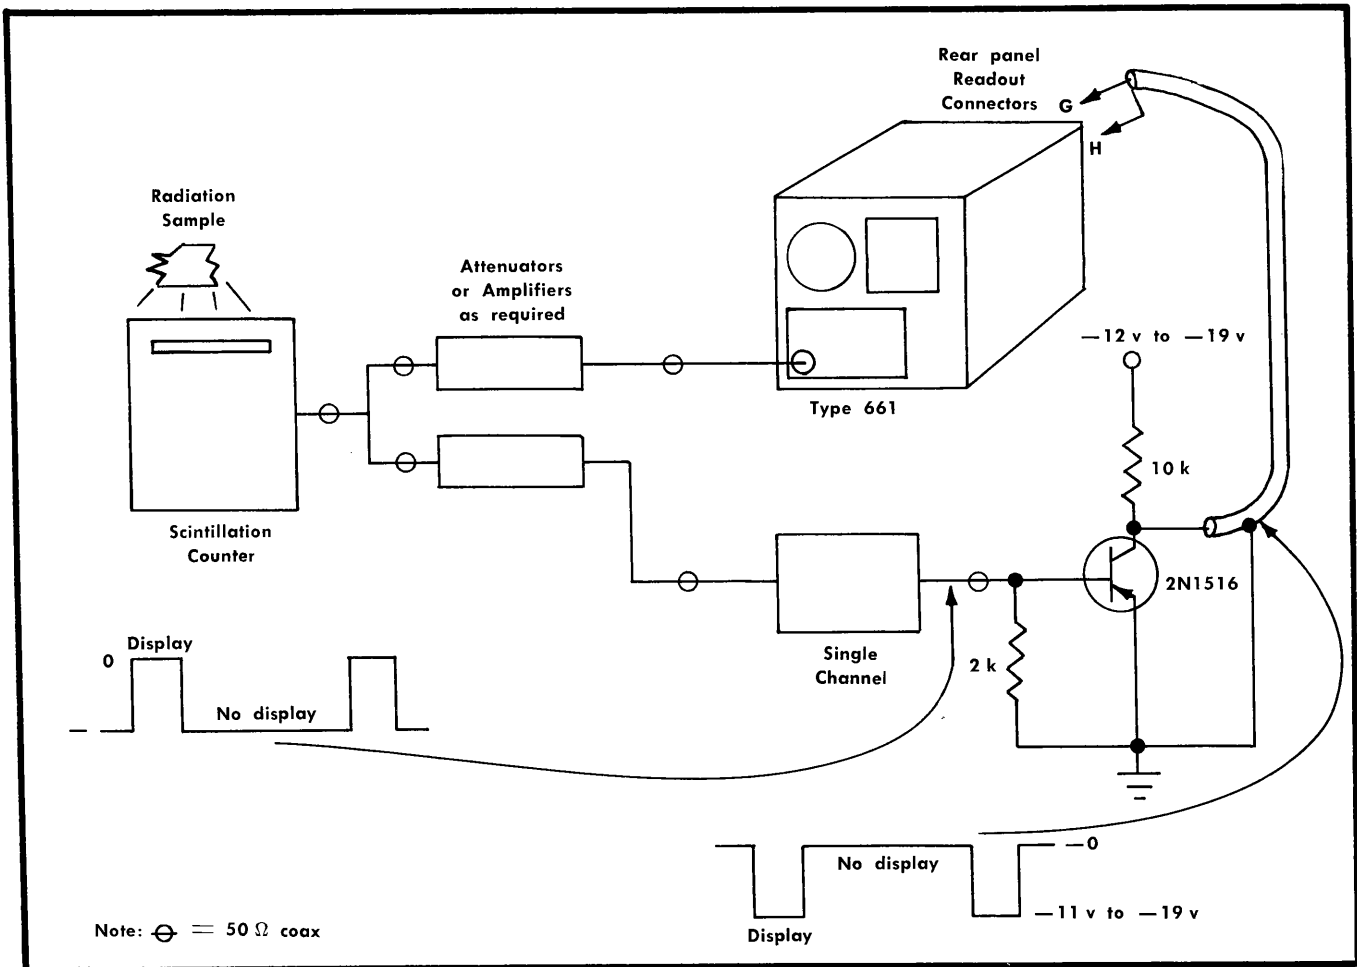 Rear panel
Readout
Connectors
G
H
Radiation
Sample
Attenuators
or Amplifiers
as required
—12 v to —19 v
Type 661
10 k
Scintillation
Counter
2N1516
Display
0
No display
—
Single
Channel
2 k
—0
No display
—11 v to —19 v
Display
Note: = 50 Ω coax